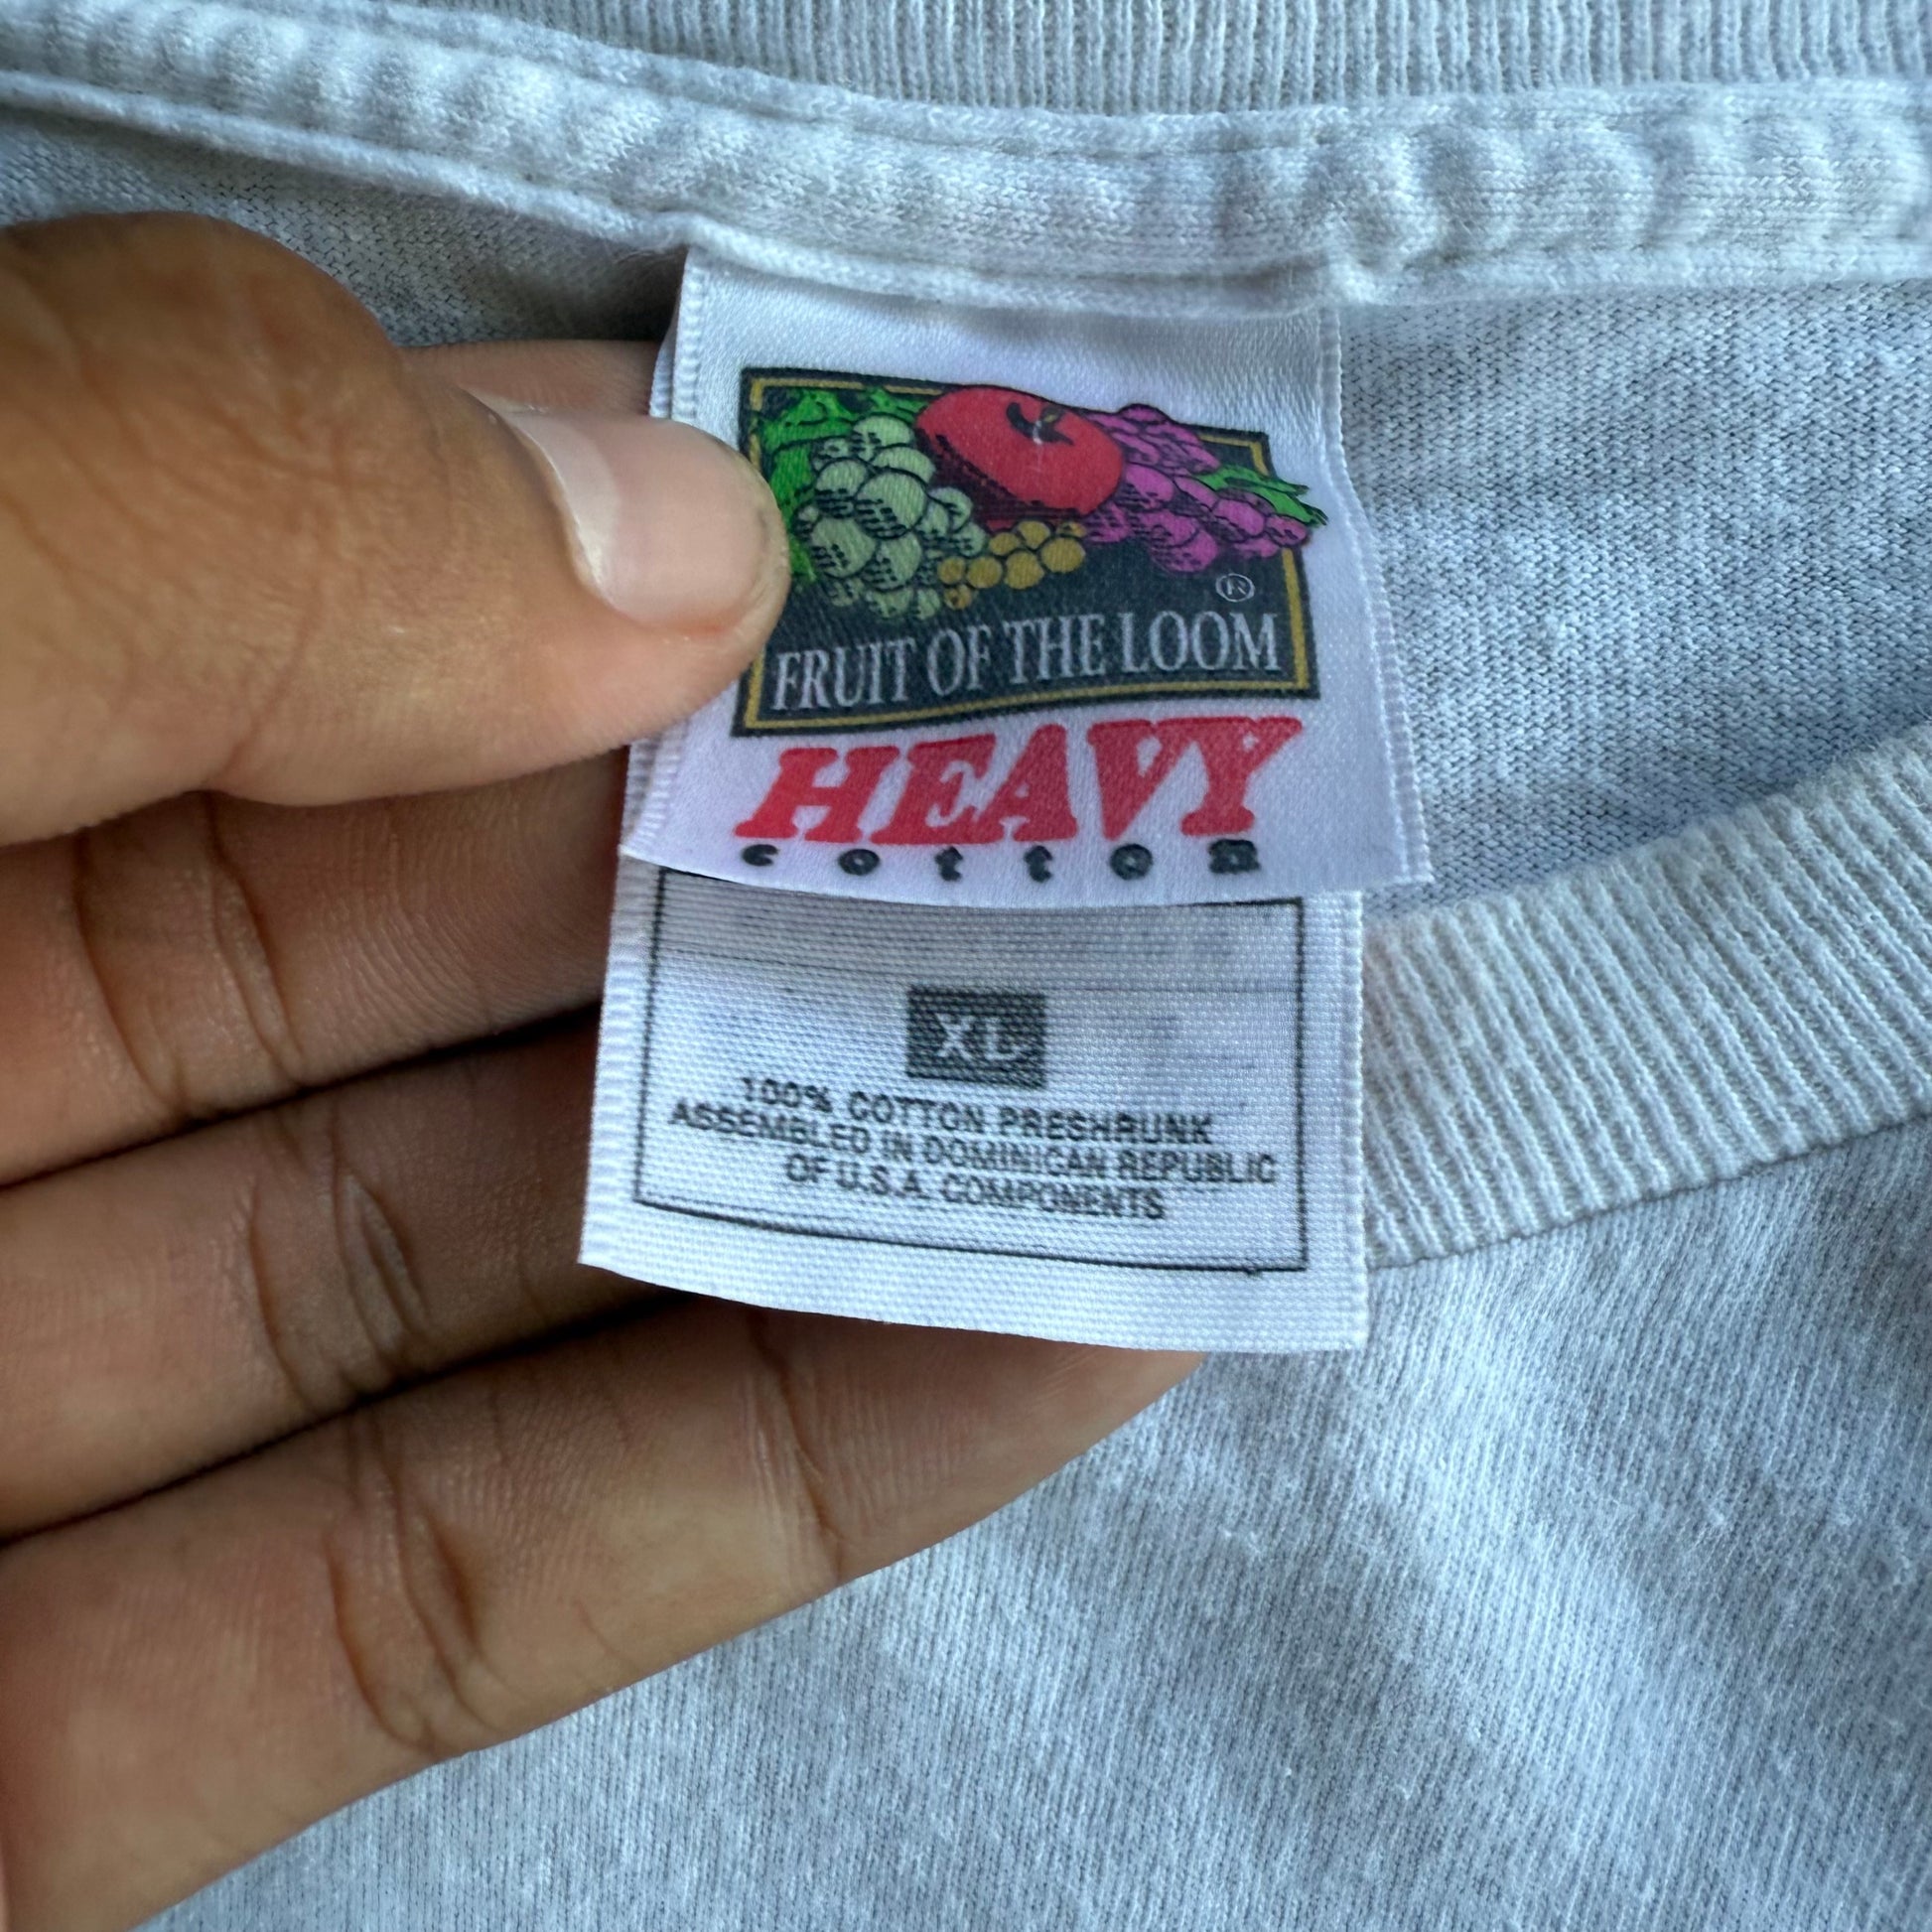 ®
FRUIT OF THE LOOM
HEAVY
cotton
XL
100% COTTON PRESHRUNK
ASSEMBLED IN DOMINICAN REPUBLIC
OF U.S.A. COMPONENTS